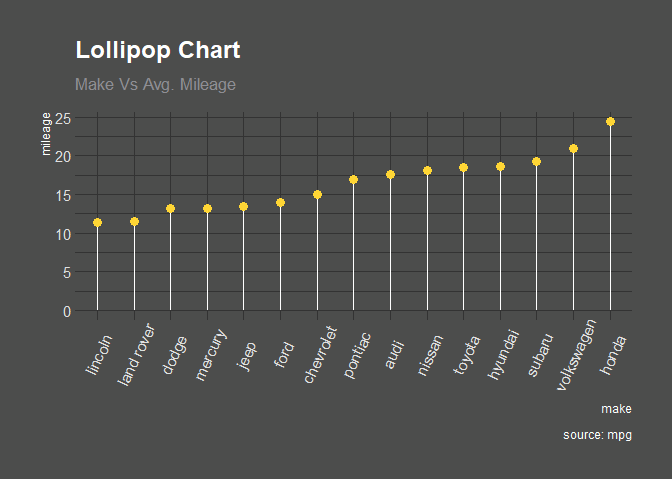 Lollipop Chart
Make Vs Avg. Mileage
mileage
25
20
15
10
5
0
lincoln
land rover
dodge
mercury
jeep
ford
chevrolet
pontiac
audi
nissan
toyota
hyundai
subaru
volkswagen
honda
make
source: mpg